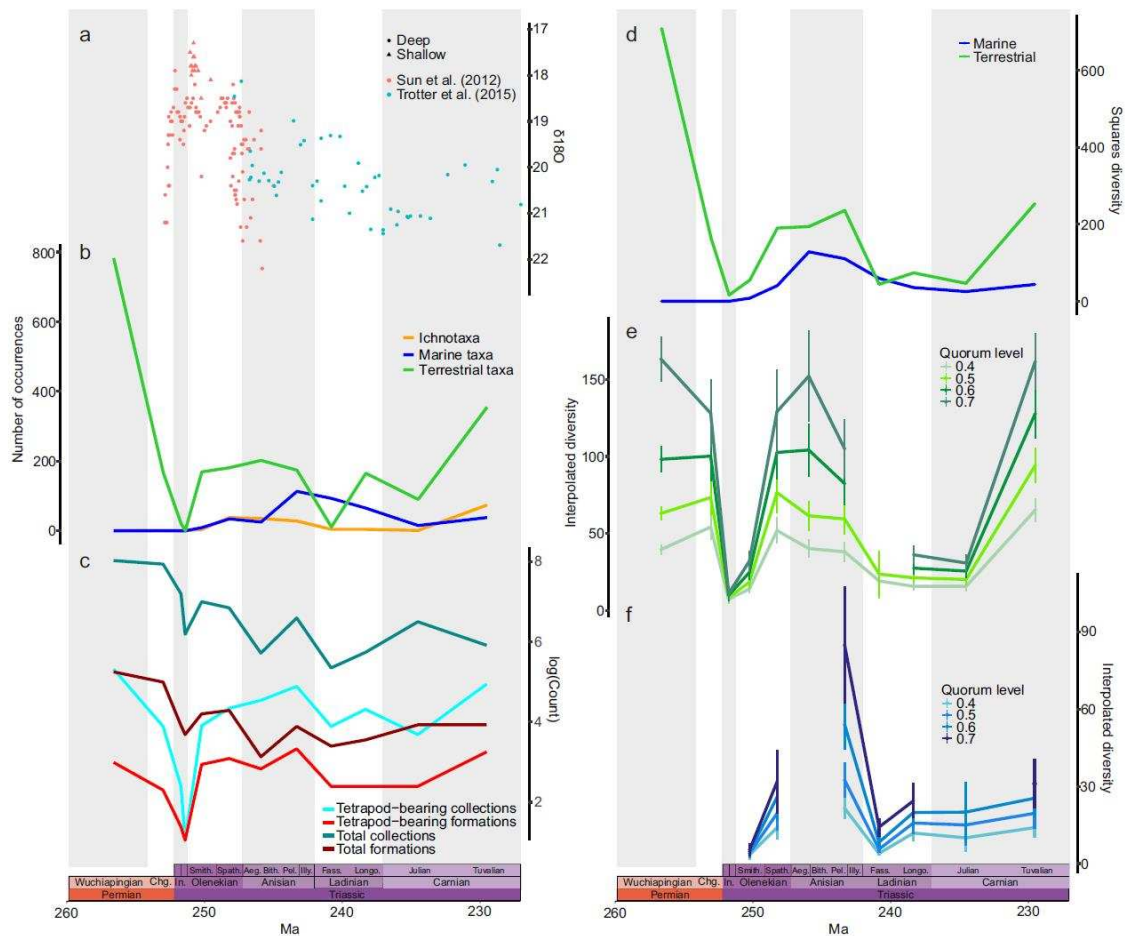 a
Deep
Shallow
Sun et al. (2012)
Trotter et al. (2015)
17
18
19
20
21
22
δ18O
b
800
600
400
200
0
Number of occurrences
Ichnotaxa
Marine taxa
Terrestrial taxa
c
8
6
4
2
log(Count)
Tetrapod-bearing collections
Tetrapod-bearing formations
Total collections
Total formations
Smith. Spath. Aeg. Bith. Pel. Illy. Fass. Longo. Julian Tuvalian
Wuchiapingian Chg. In. Olenekian Anisian Ladinian Carnian
Permian Triassic
260 250 240 230
Ma
d
Marine
Terrestrial
600
400
200
0
Squares diversity
e
150
100
50
0
Interpolated diversity
Quorum level
0.4
0.5
0.6
0.7
f
90
60
30
0
Interpolated diversity
Quorum level
0.4
0.5
0.6
0.7
Smith. Spath. Aeg. Bith. Pel. Illy. Fass. Longo. Julian Tuvalian
Wuchiapingian Chg. In. Olenekian Anisian Ladinian Carnian
Permian Triassic
260 250 240 230
Ma